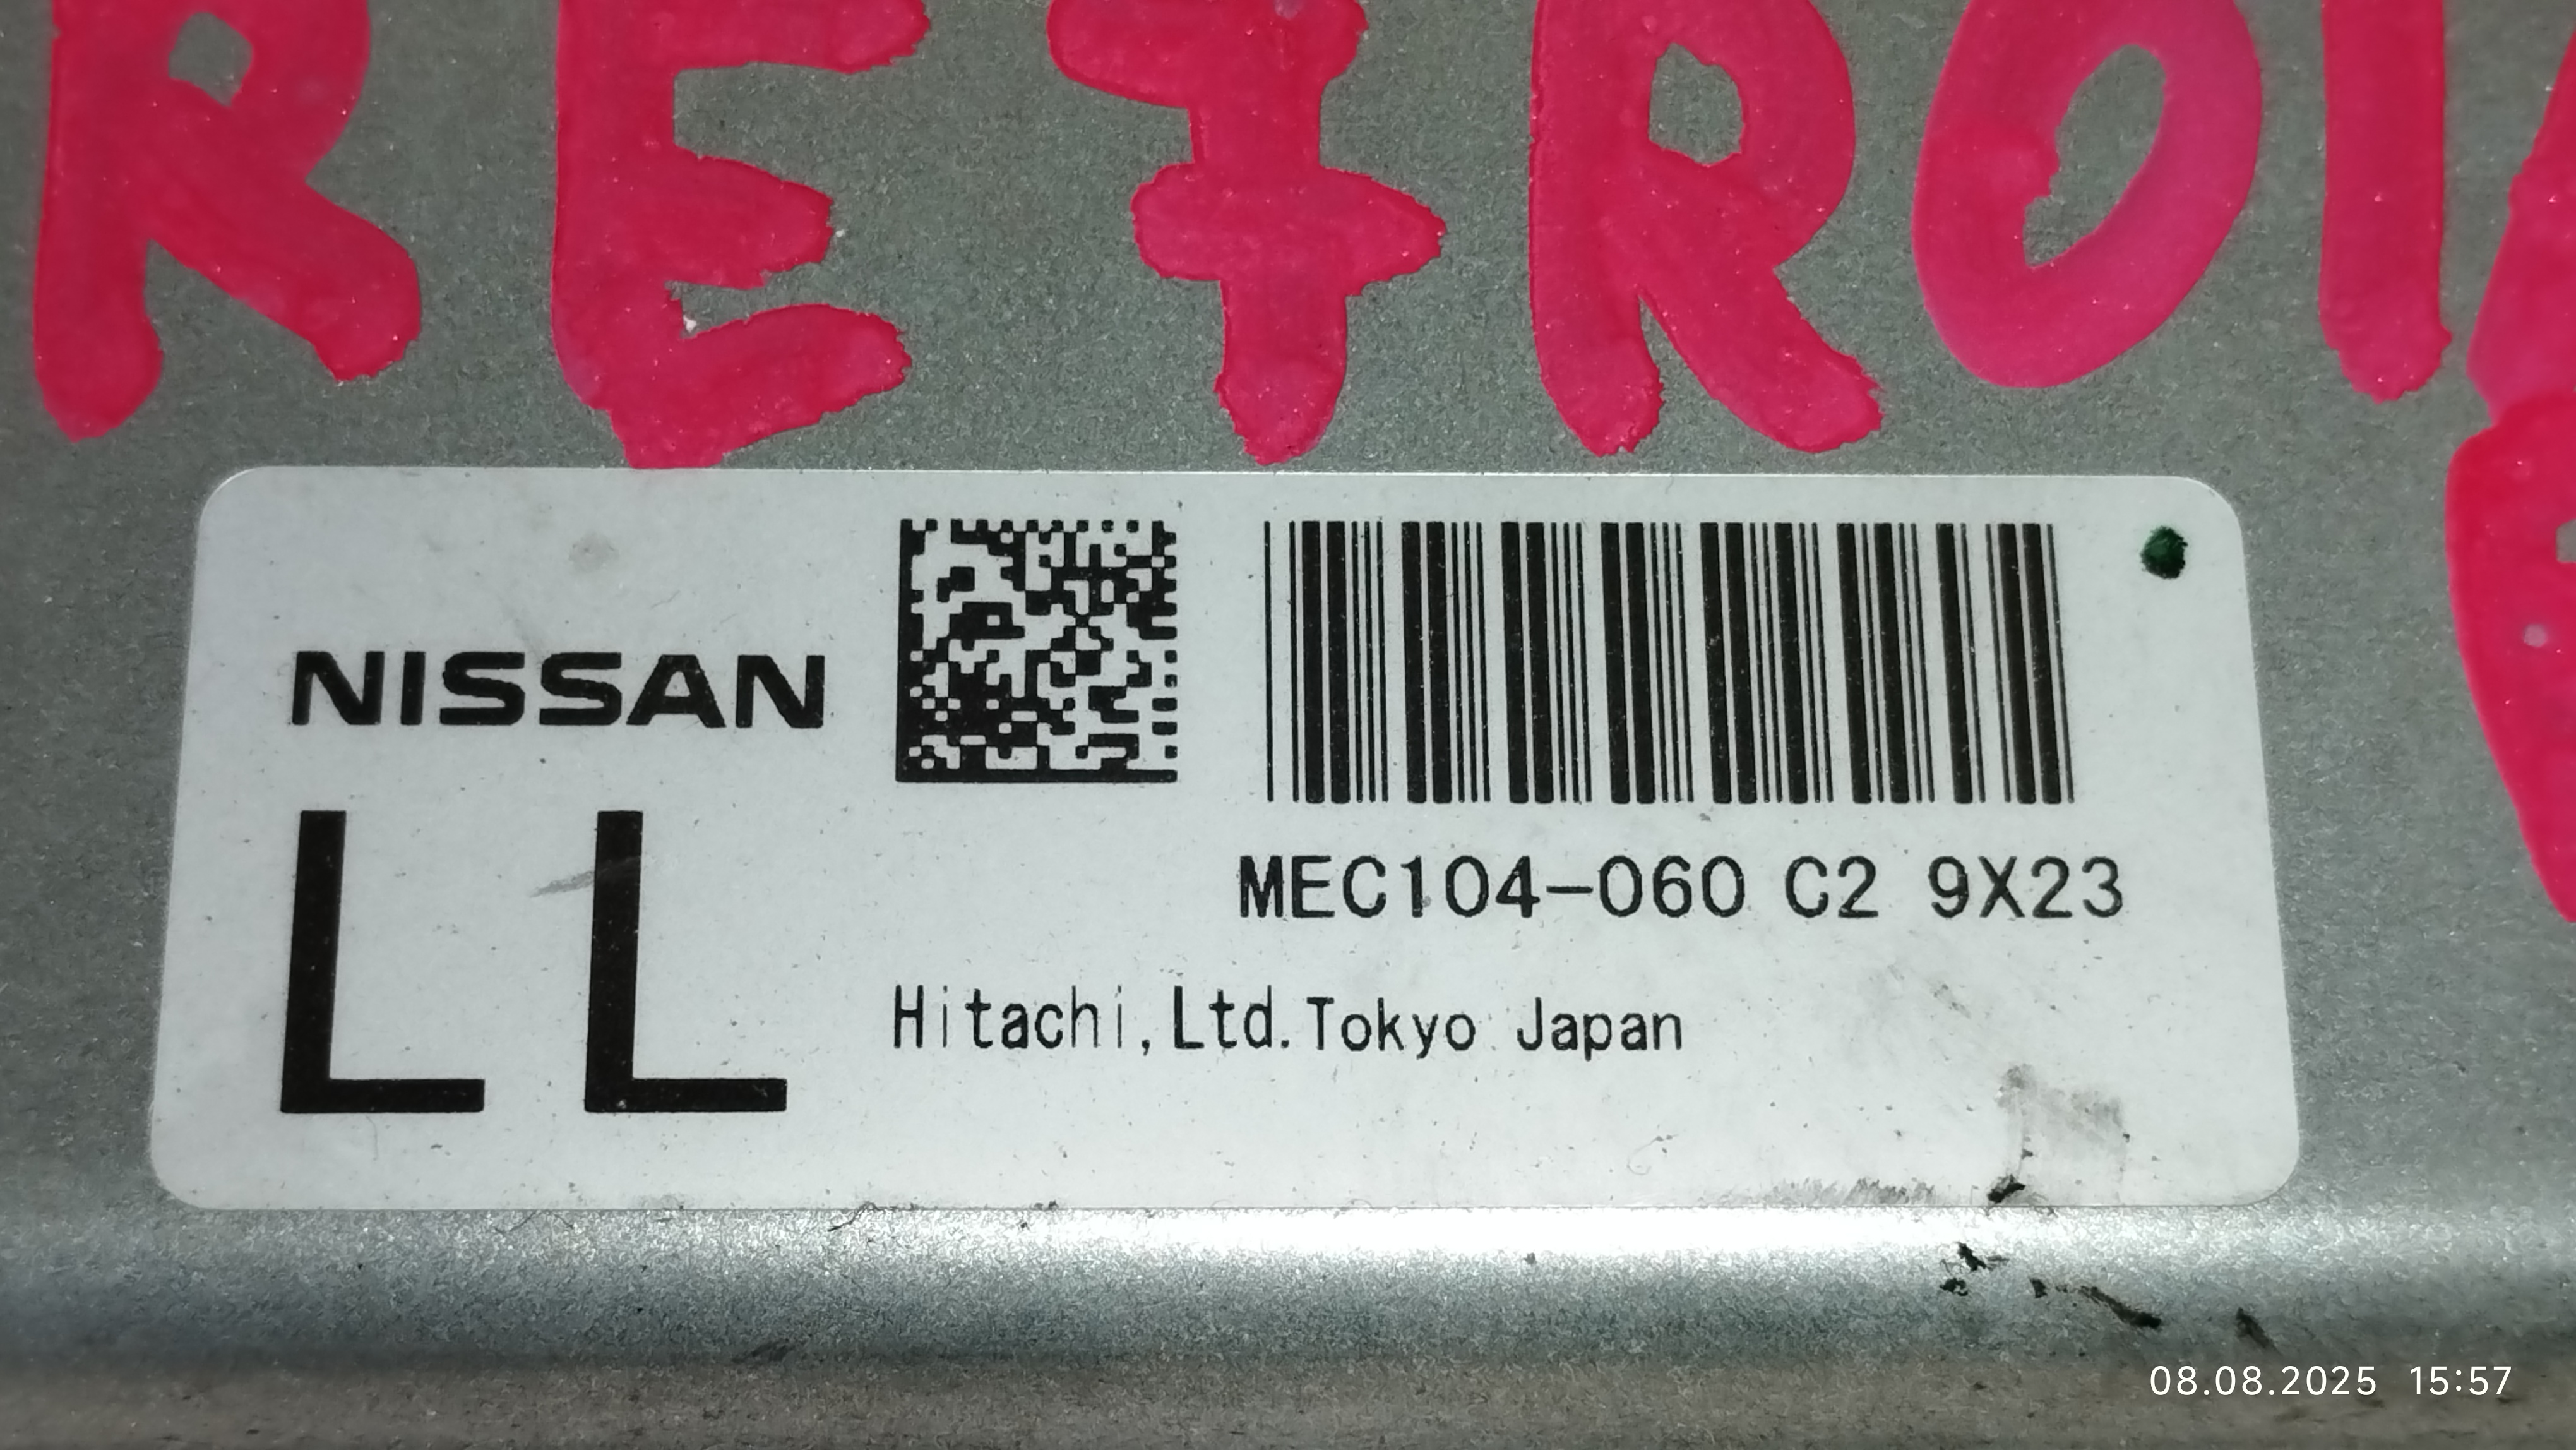 RE7R01
NISSAN
LL
MEC104-060 C2 9X23
Hitachi,Ltd.Tokyo Japan
08.08.2025 15:57